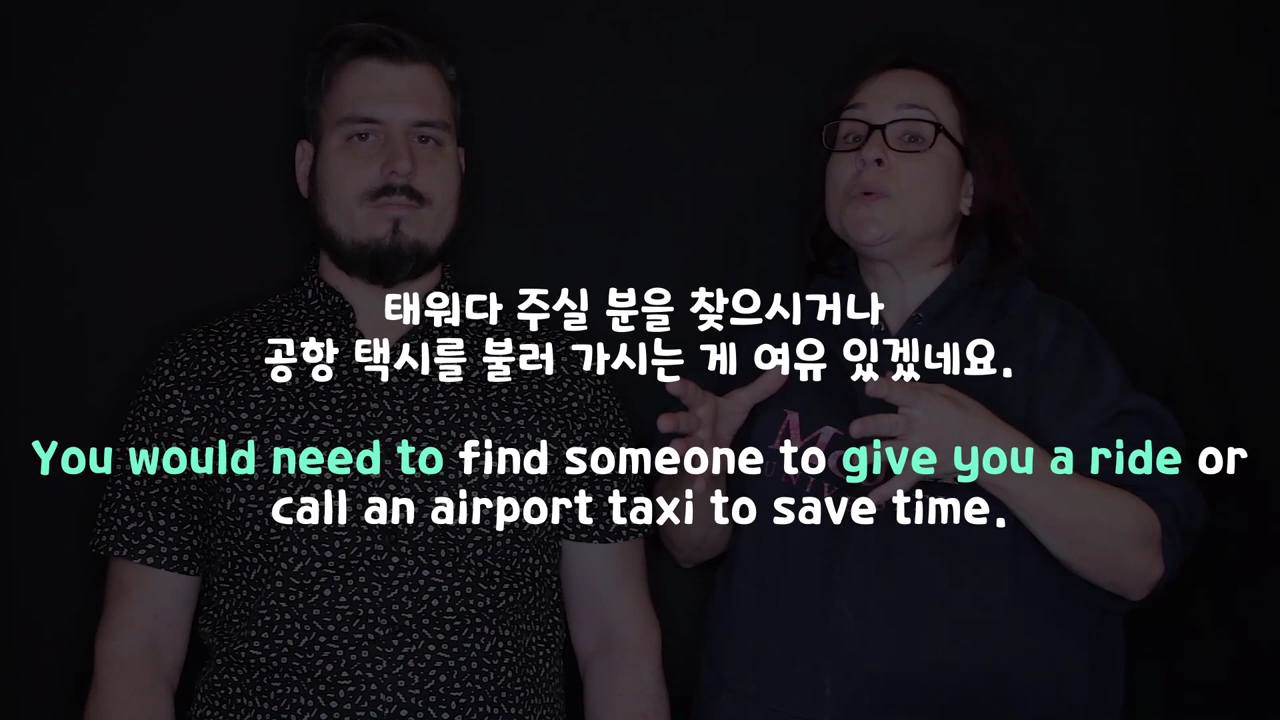 태워다 주실 분을 찾으시거나
공항 택시를 불러 가시는 게 여유 있겠네요.
You would need to find someone to give you a ride or
call an airport taxi to save time.